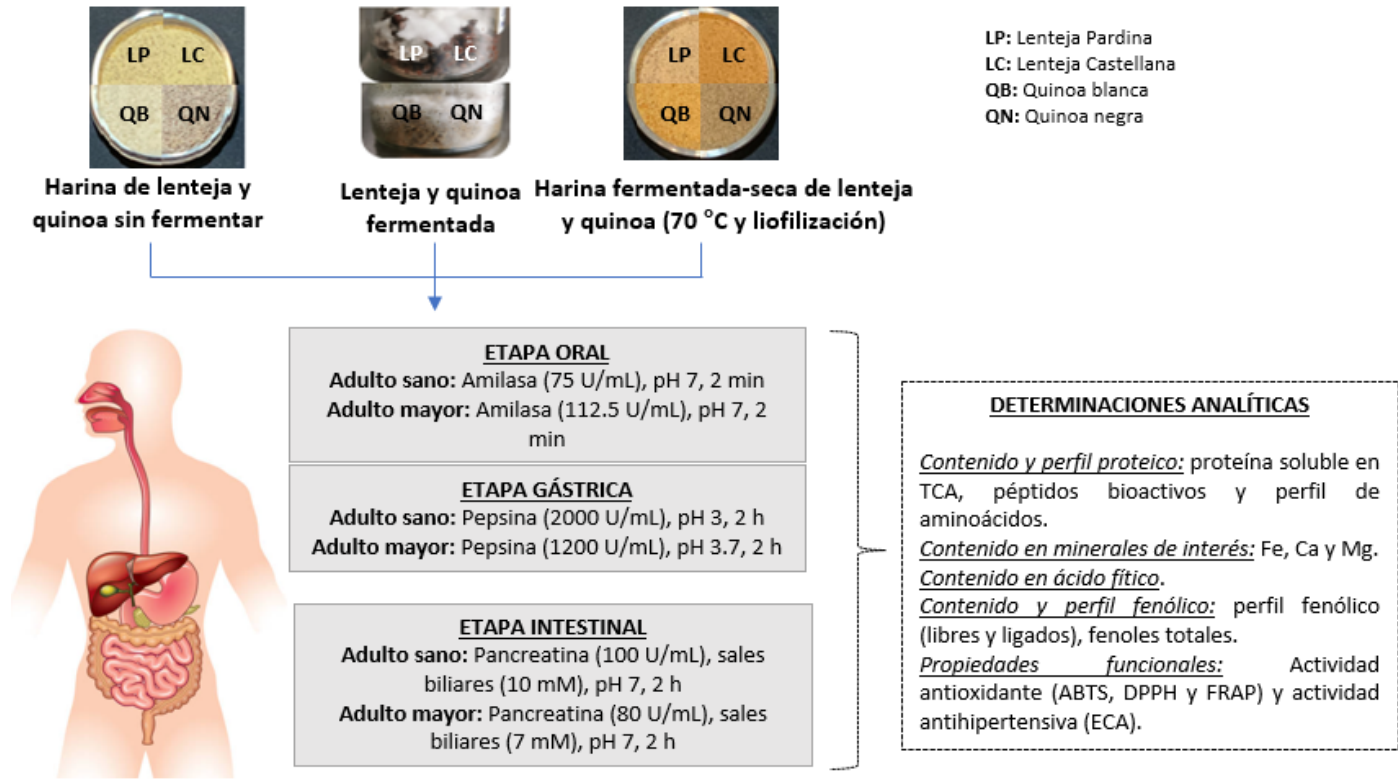 LP LC
QB QN
LP LC
QB QN
LP LC
QB QN
LP: Lenteja Pardina
LC: Lenteja Castellana
QB: Quinoa blanca
QN: Quinoa negra
Harina de lenteja y
quinoa sin fermentar
Lenteja y quinoa
fermentada
Harina fermentada-seca de lenteja
y quinoa (70 °C y liofilización)
ETAPA ORAL
Adulto sano: Amilasa (75 U/mL), pH 7, 2 min
Adulto mayor: Amilasa (112.5 U/mL), pH 7, 2
min
ETAPA GÁSTRICA
Adulto sano: Pepsina (2000 U/mL), pH 3, 2 h
Adulto mayor: Pepsina (1200 U/mL), pH 3.7, 2 h
ETAPA INTESTINAL
Adulto sano: Pancreatina (100 U/mL), sales
biliares (10 mM), pH 7, 2 h
Adulto mayor: Pancreatina (80 U/mL), sales
biliares (7 mM), pH 7, 2 h
DETERMINACIONES ANALÍTICAS
Contenido y perfil proteico: proteína soluble en
TCA, péptidos bioactivos y perfil de
aminoácidos.
Contenido en minerales de interés: Fe, Ca y Mg.
Contenido en ácido fítico.
Contenido y perfil fenólico: perfil fenólico
(libres y ligados), fenoles totales.
Propiedades funcionales: Actividad
antioxidante (ABTS, DPPH y FRAP) y actividad
antihipertensiva (ECA).